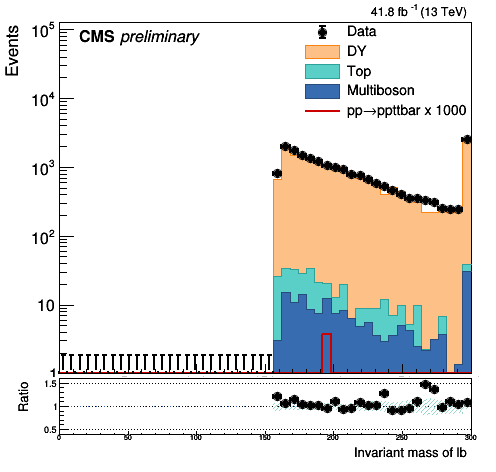 41.8 fb⁻¹ (13 TeV)
CMS preliminary
Data
DY
Top
Multiboson
pp→ppttbar x 1000
Events
10⁵
10⁴
10³
10²
10
1
Ratio
1.5
1
0.5
0 50 100 150 200 250 300
Invariant mass of lb